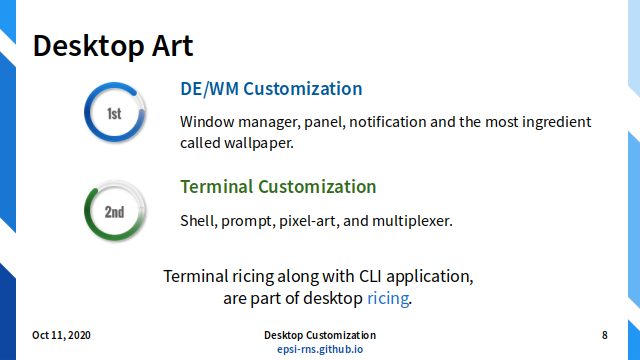 Desktop Art
1st
DE/WM Customization
Window manager, panel, notification and the most ingredient
called wallpaper.
2nd
Terminal Customization
Shell, prompt, pixel-art, and multiplexer.
Terminal ricing along with CLI application,
are part of desktop ricing.
Oct 11, 2020
Desktop Customization
epsi-rns.github.io
8